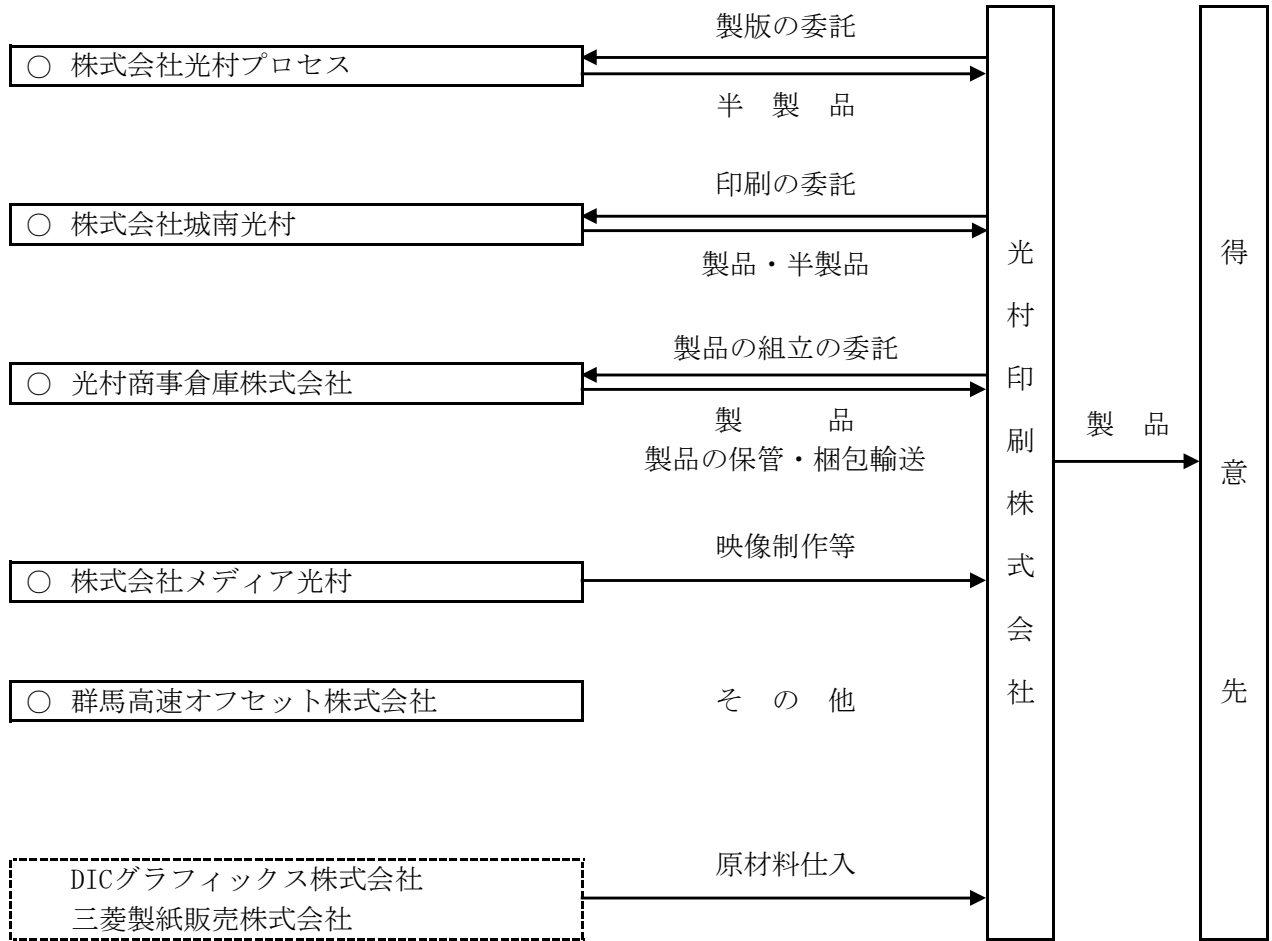 製版の委託
○ 株式会社光村プロセス
半 製 品
印刷の委託
○ 株式会社城南光村
製品・半製品
製品の組立の委託
○ 光村商事倉庫株式会社
製 品
製品の保管・梱包輸送
映像制作等
○ 株式会社メディア光村
○ 群馬高速オフセット株式会社
そ の 他
原材料仕入
DICグラフィックス株式会社
三菱製紙販売株式会社
光村印刷株式会社
製 品
得意先